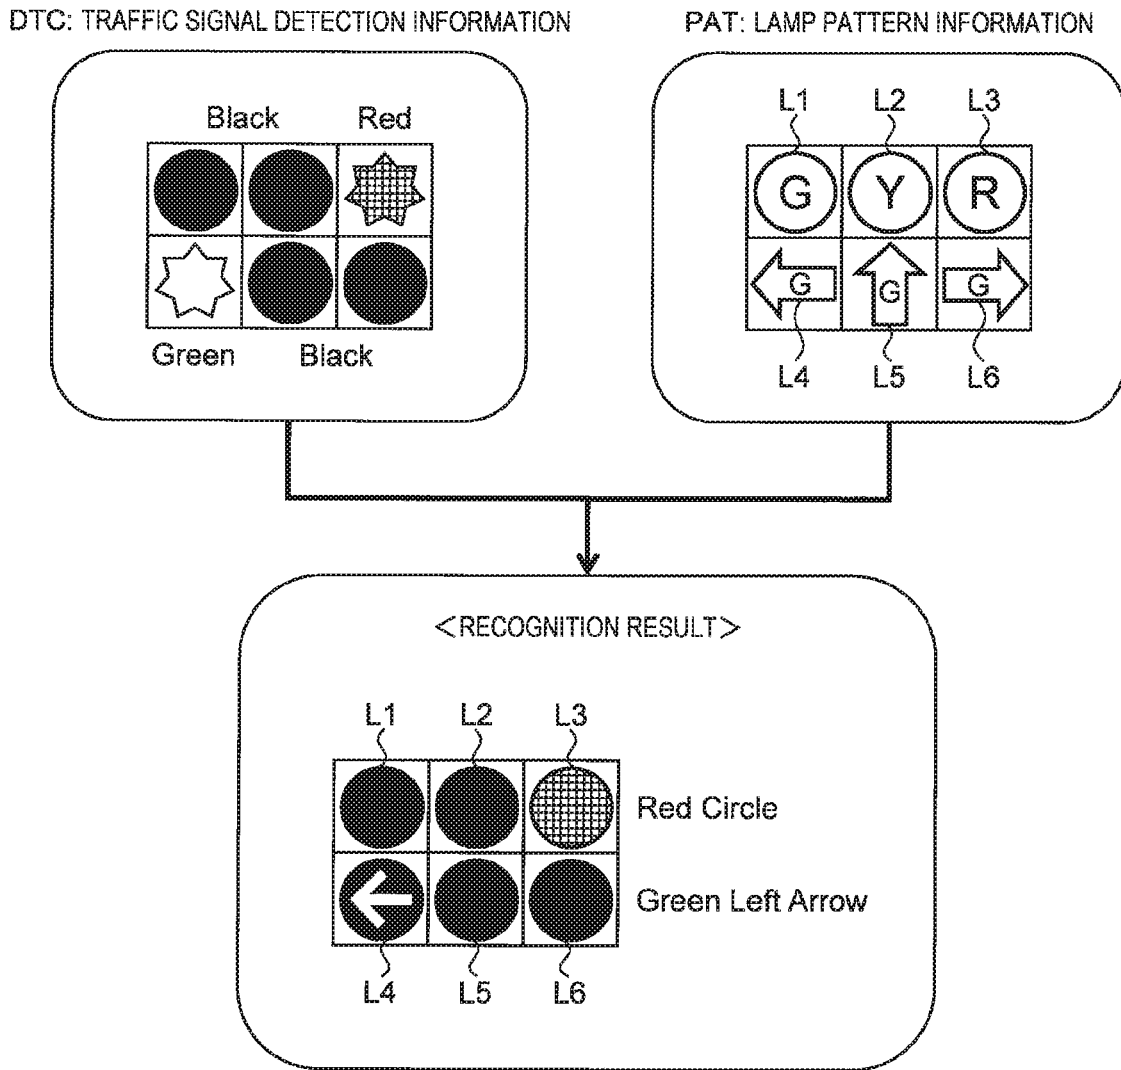 DTC: TRAFFIC SIGNAL DETECTION INFORMATION
PAT: LAMP PATTERN INFORMATION
Black Red
Green Black
L1 L2 L3
G Y R
G G G
L4 L5 L6
<RECOGNITION RESULT>
L1 L2 L3
Red Circle
Green Left Arrow
L4 L5 L6